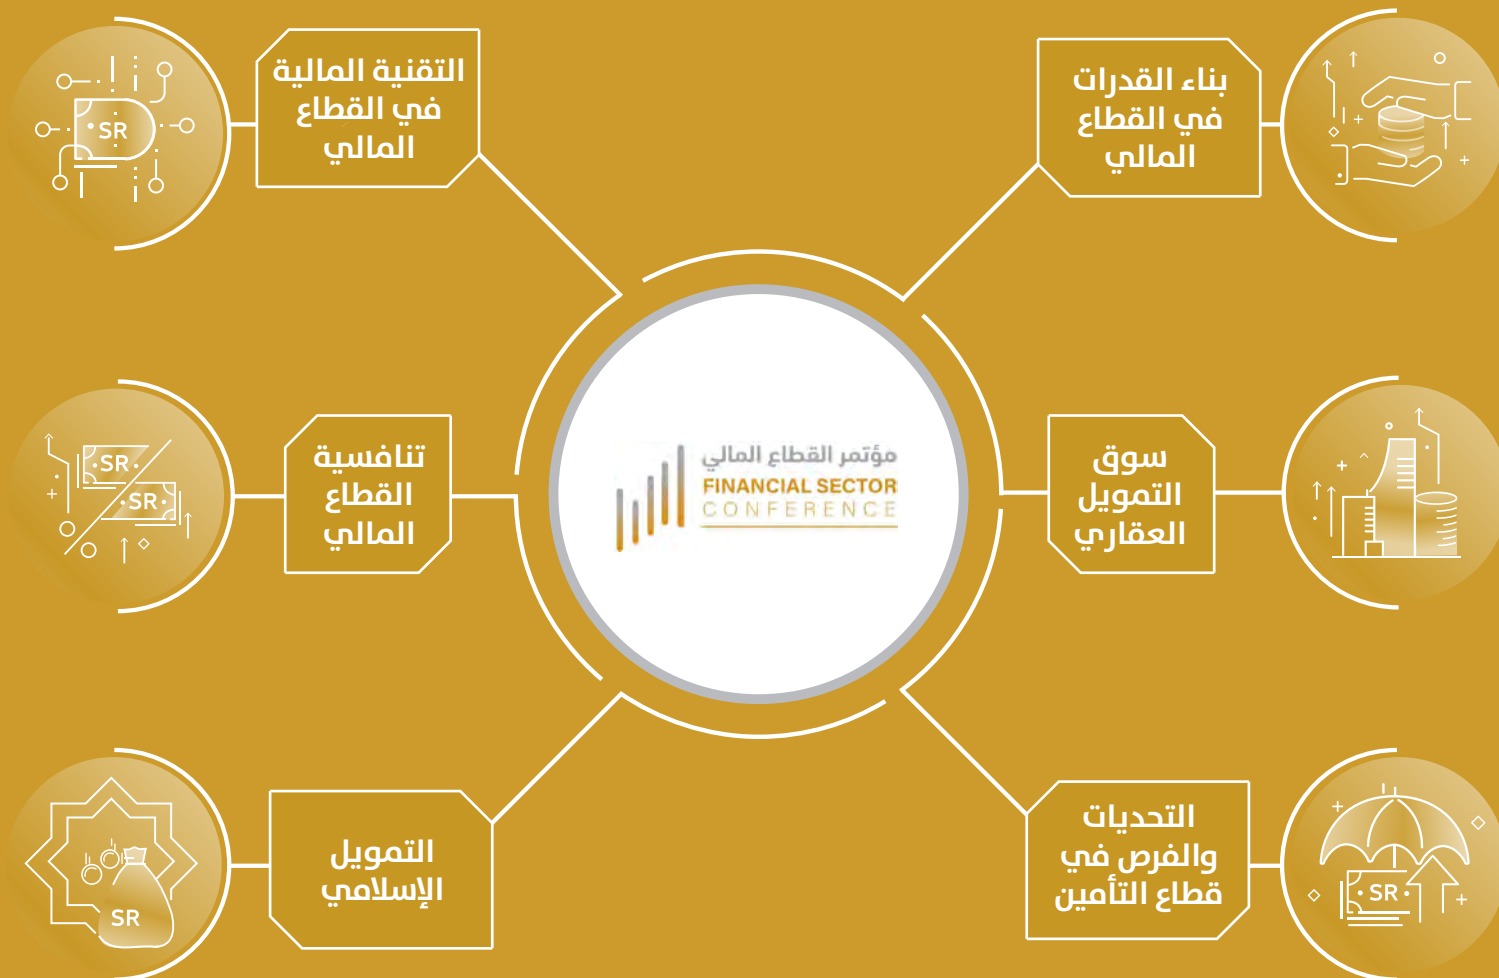 بناء القدرات
في القطاع
المالي
التقنية المالية
في القطاع
المالي
SR
سوق
التمويل
العقاري
مؤتمر القطاع المالي
FINANCIAL SECTOR
CONFERENCE
تنافسية
القطاع
المالي
SR
SR
التحديات
والفرص في
قطاع التأمين
SR
التمويل
الإسلامي
SR